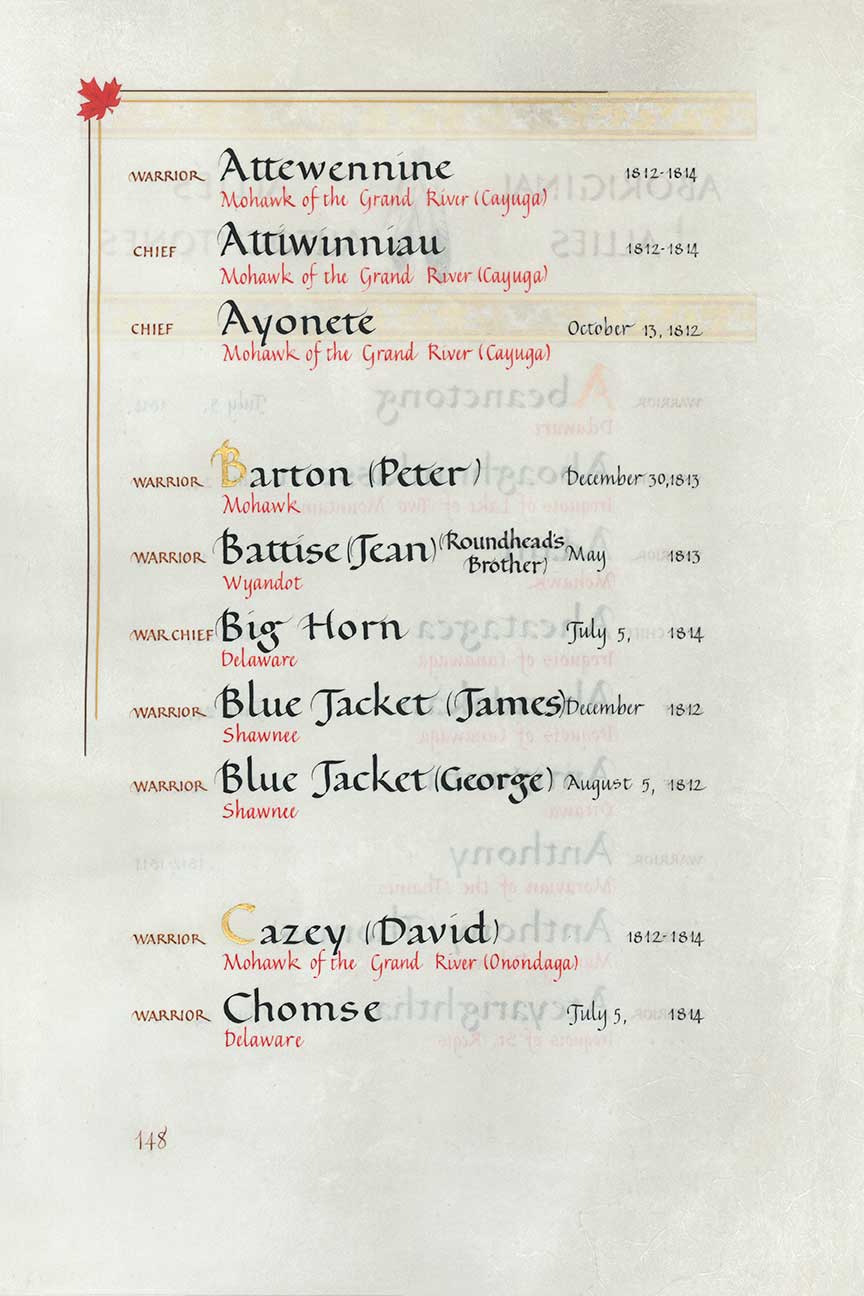 WARRIOR Attewennine 1812-1814
Mohawk of the Grand River (Cayuga)
CHIEF Attiwinniau 1812-1814
Mohawk of the Grand River (Cayuga)
CHIEF Ayonete October 13, 1812
Mohawk of the Grand River (Cayuga)
WARRIOR Barton (Peter) December 30, 1813
Mohawk
WARRIOR Battise (Jean) (Roundhead's Brother) May 1813
Wyandot
WAR CHIEF Big Horn July 5, 1814
Delaware
WARRIOR Blue Jacket (James) December 1812
Shawnee
WARRIOR Blue Jacket (George) August 5, 1812
Shawnee
WARRIOR Cazey (David) 1812-1814
Mohawk of the Grand River (Onondaga)
WARRIOR Chomse July 5, 1814
Delaware
148